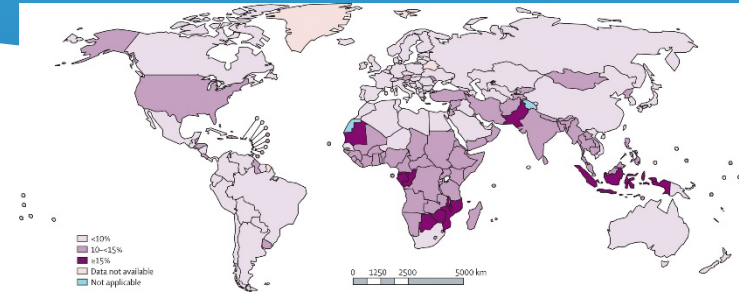 <10%
10–<15%
≥15%
Data not available
Not applicable
0 1250 2500 5000 km